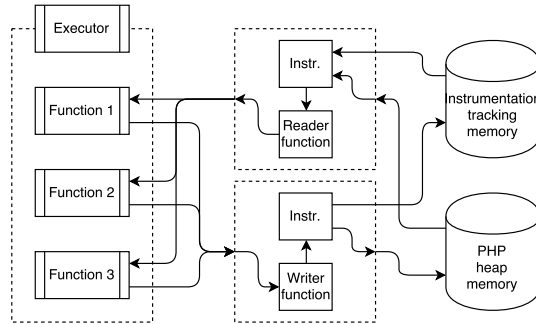 Executor
Function 1
Function 2
Function 3
Instr.
Reader
function
Instr.
Writer
function
Instrumentation
tracking
memory
PHP
heap
memory